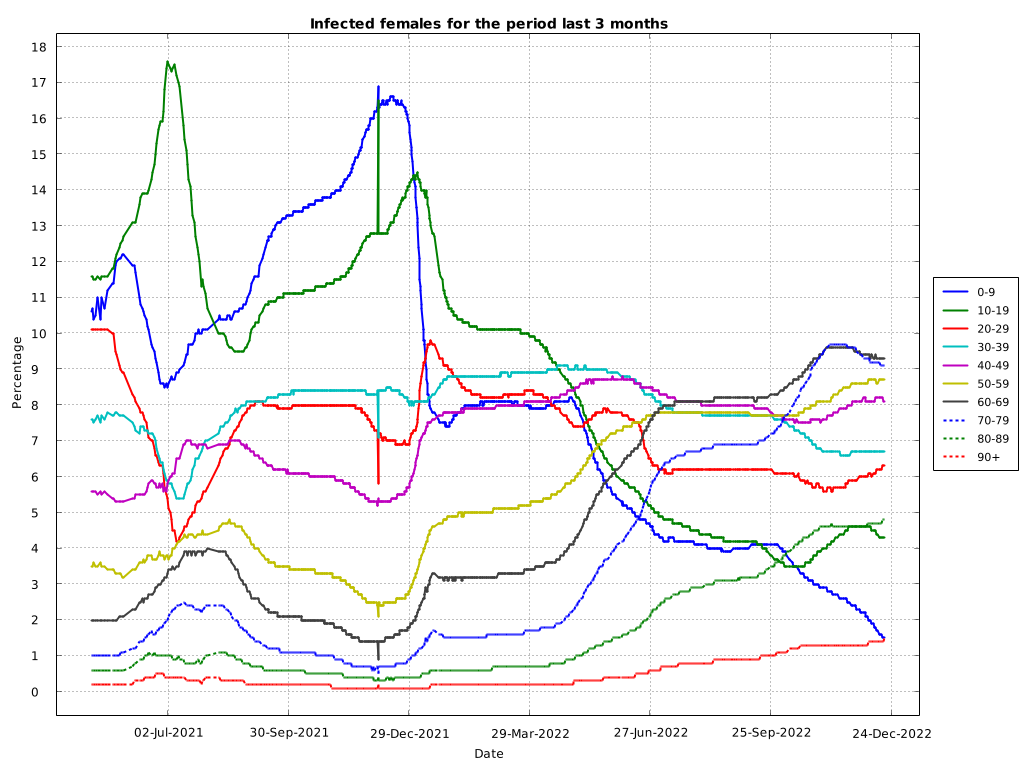 Infected females for the period last 3 months
Percentage
18
17
16
15
14
13
12
11
10
9
8
7
6
5
4
3
2
1
0
02-Jul-2021
30-Sep-2021
29-Dec-2021
29-Mar-2022
27-Jun-2022
25-Sep-2022
24-Dec-2022
Date
0-9
10-19
20-29
30-39
40-49
50-59
60-69
70-79
80-89
90+